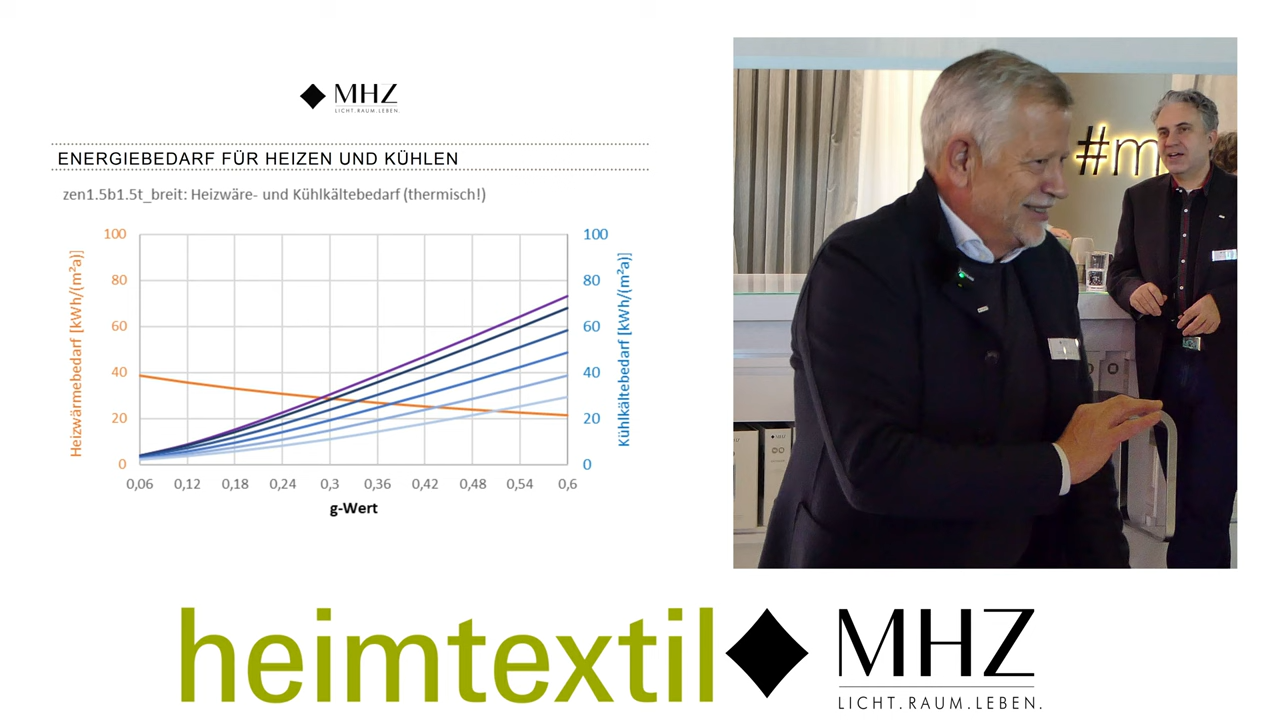 MHZ
LICHT.RAUM.LEBEN.
ENERGIEBEDARF FÜR HEIZEN UND KÜHLEN
zen1.5b1.5t_breit: Heizwäre- und Kühlkältebedarf (thermisch!)
Heizwärmebedarf [kWh/(m²a)]
100
80
60
40
20
0
100
80
60
40
20
0
Kühlkältebedarf [kWh/(m²a)]
0,06 0,12 0,18 0,24 0,3 0,36 0,42 0,48 0,54 0,6
g-Wert
#m
heimtextil
MHZ
LICHT.RAUM.LEBEN.